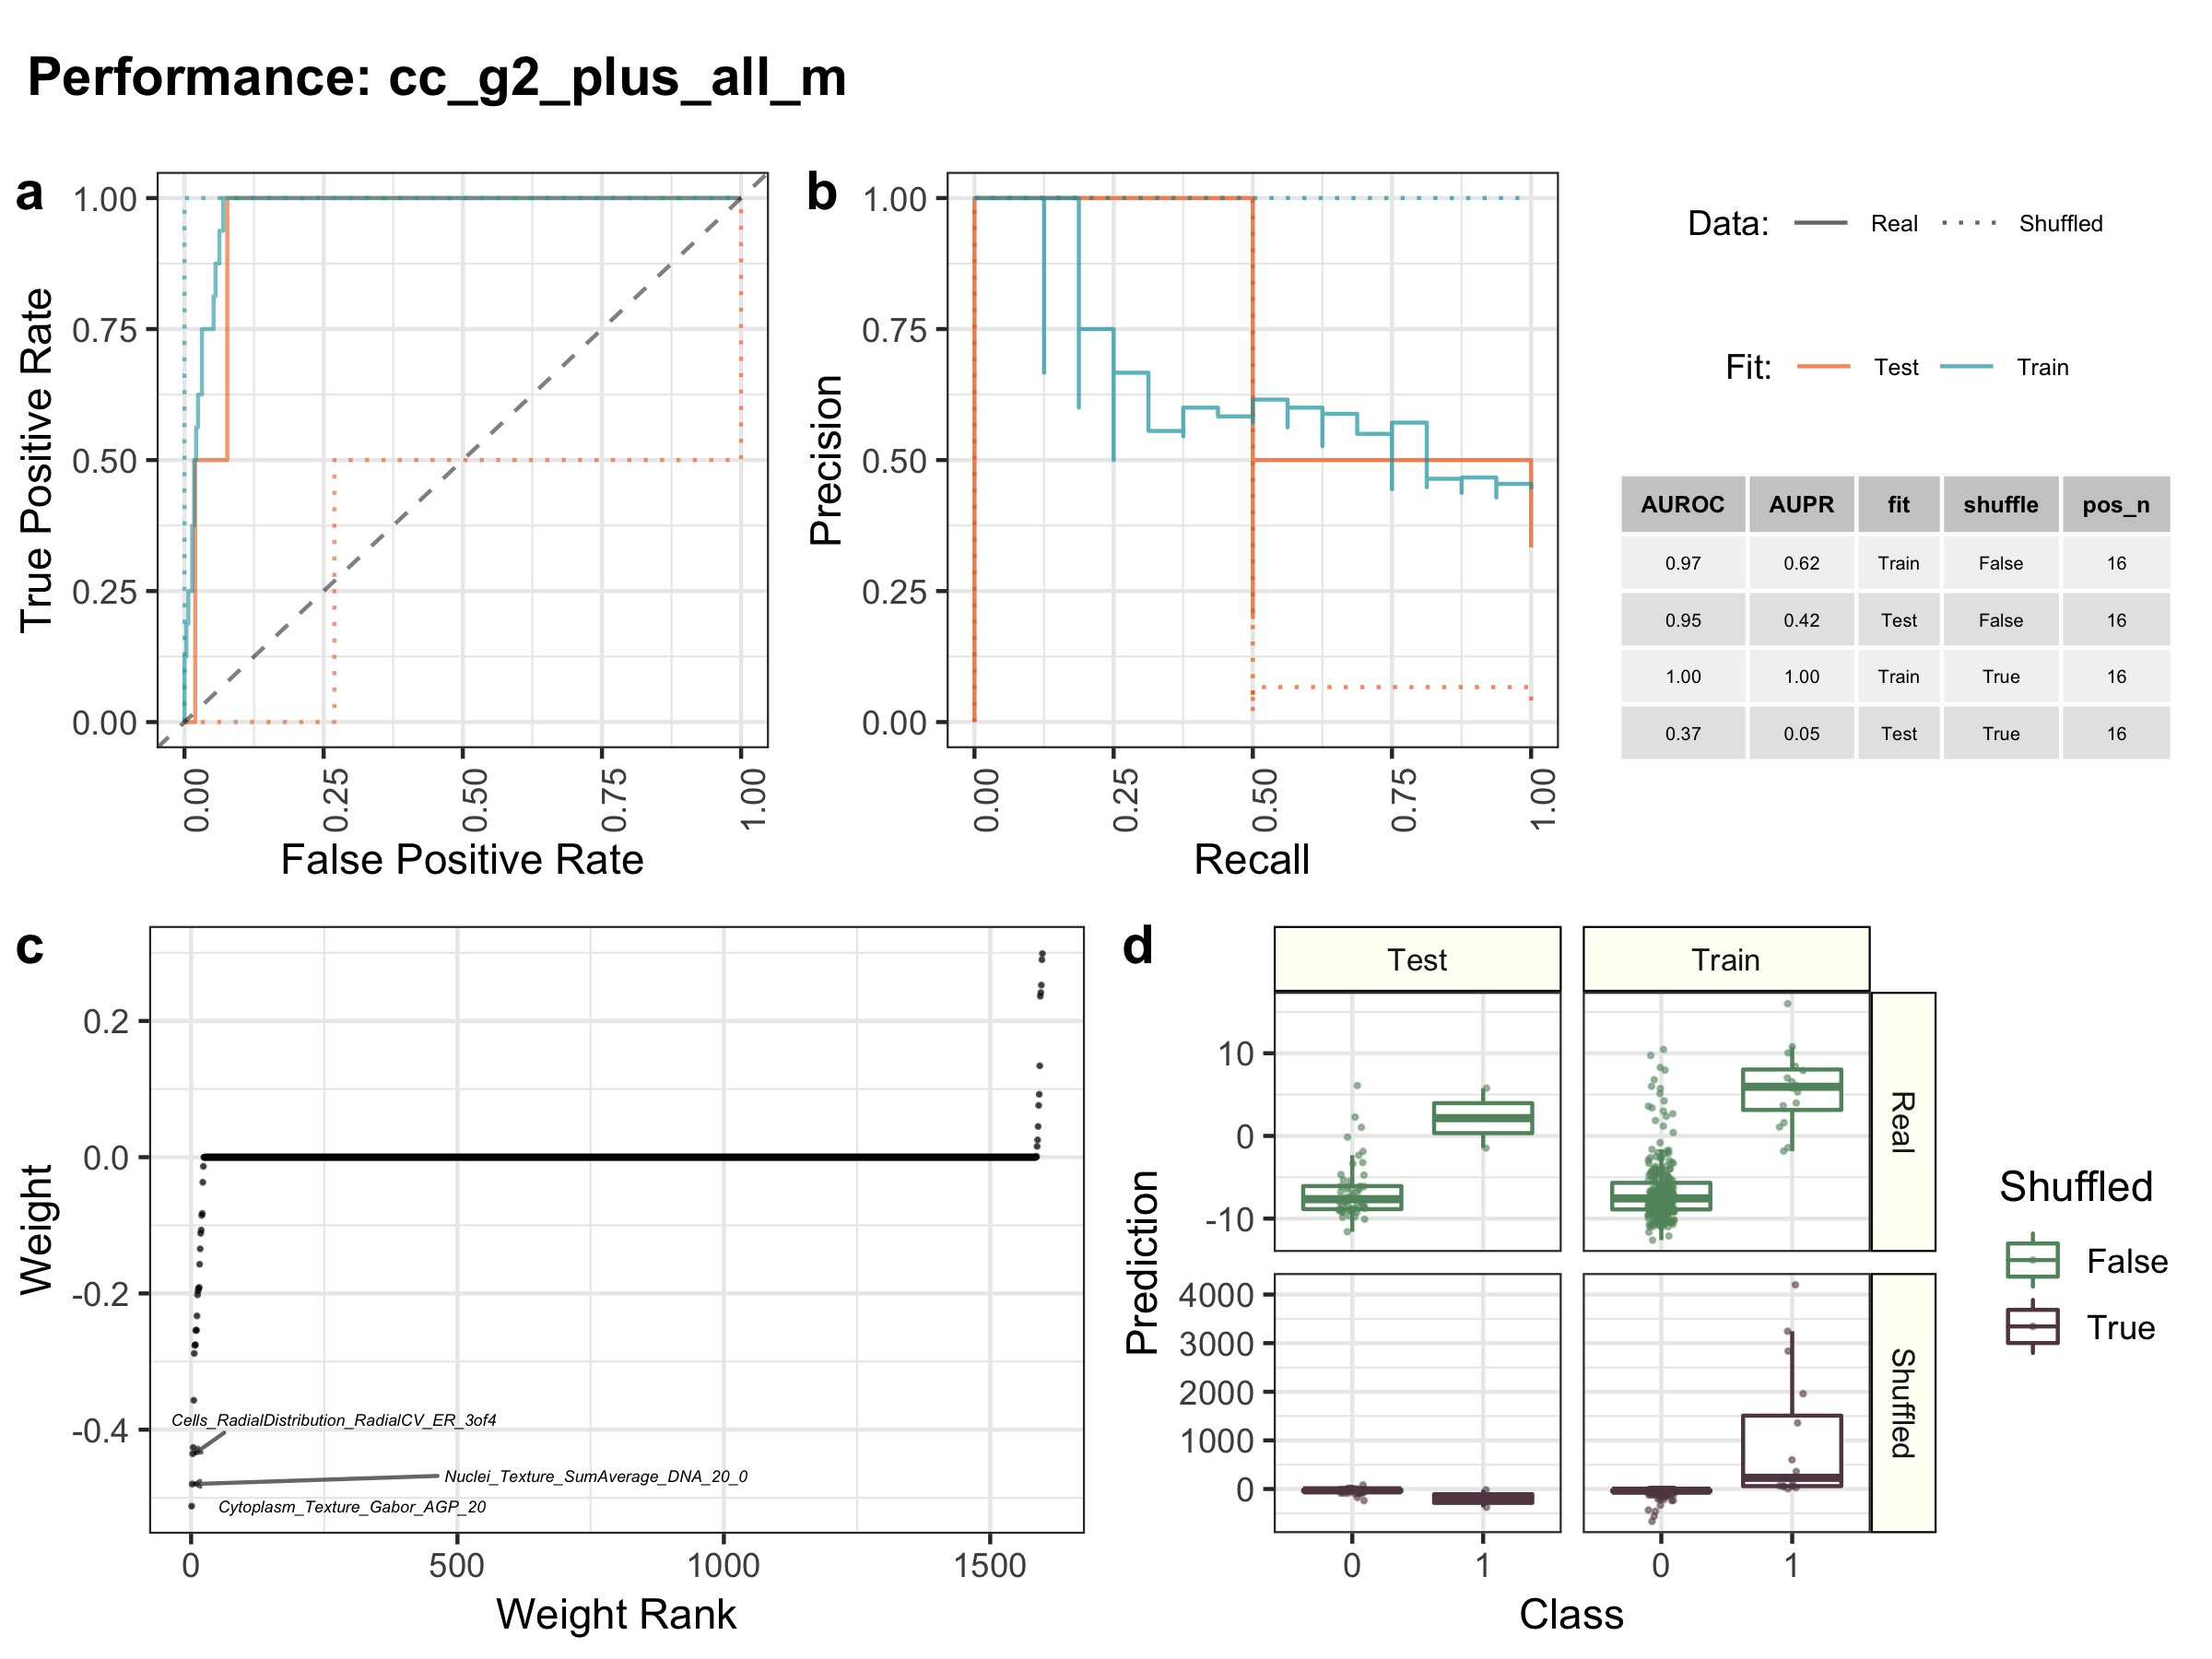 Performance: cc_g2_plus_all_m
a
True Positive Rate
1.00
0.75
0.50
0.25
0.00
0.00
0.25
0.50
0.75
1.00
False Positive Rate
b
Precision
1.00
0.75
0.50
0.25
0.00
0.00
0.25
0.50
0.75
1.00
Recall
Data: Real Shuffled
Fit: Test Train
AUROC AUPR fit shuffle pos_n
0.97 0.62 Train False 16
0.95 0.42 Test False 16
1.00 1.00 Train True 16
0.37 0.05 Test True 16
c
Weight
0.2
0.0
-0.2
-0.4
Cells_RadialDistribution_RadialCV_ER_3of4
Nuclei_Texture_SumAverage_DNA_20_0
Cytoplasm_Texture_Gabor_AGP_20
0 500 1000 1500
Weight Rank
d
Test Train
Prediction
10
0
-10
Real
4000
3000
2000
1000
0
Shuffled
0 1 0 1
Class
Shuffled
False
True